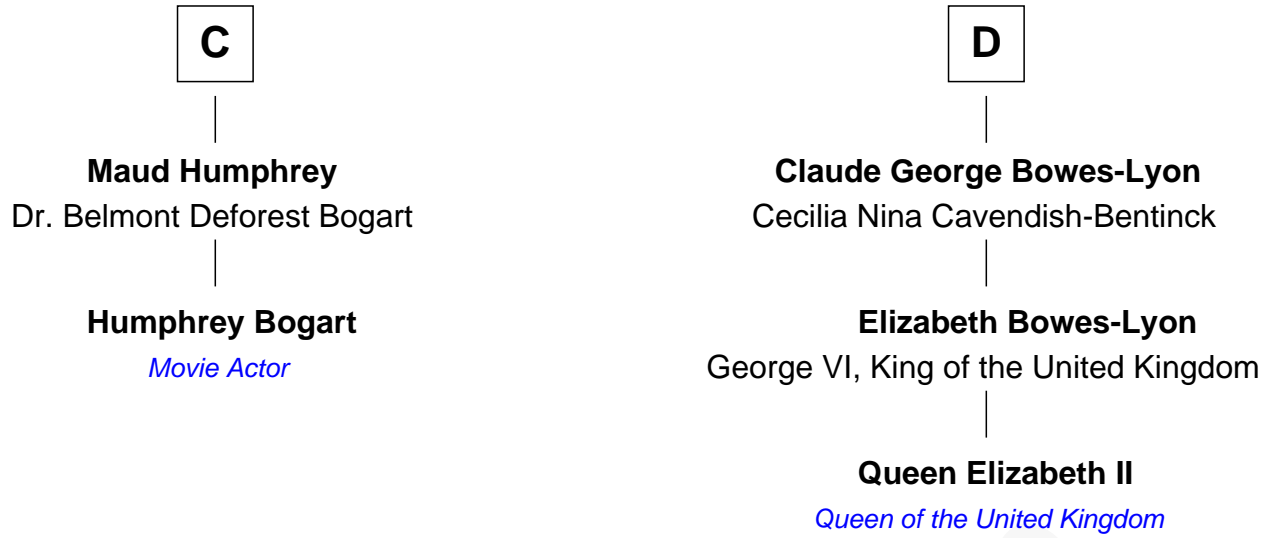 C
Maud Humphrey
Dr. Belmont Deforest Bogart
Humphrey Bogart
Movie Actor
D
Claude George Bowes-Lyon
Cecilia Nina Cavendish-Bentinck
Elizabeth Bowes-Lyon
George VI, King of the United Kingdom
Queen Elizabeth II
Queen of the United Kingdom